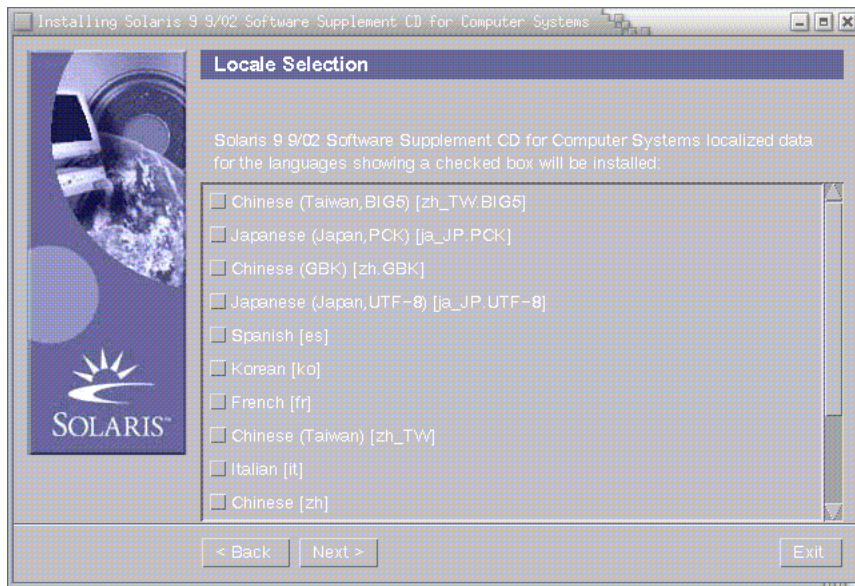 Installing Solaris 9 9/02 Software Supplement CD for Computer Systems
Locale Selection
Solaris 9 9/02 Software Supplement CD for Computer Systems localized data
for the languages showing a checked box will be installed:
Chinese (Taiwan,BIG5) [zh_TW.BIG5]
Japanese (Japan,PCK) [ja_JP.PCK]
Chinese (GBK) [zh.GBK]
Japanese (Japan,UTF-8) [ja_JP.UTF-8]
Spanish [es]
Korean [ko]
French [fr]
Chinese (Taiwan) [zh_TW]
Italian [it]
Chinese [zh]
SOLARIS™
< Back
Next >
Exit